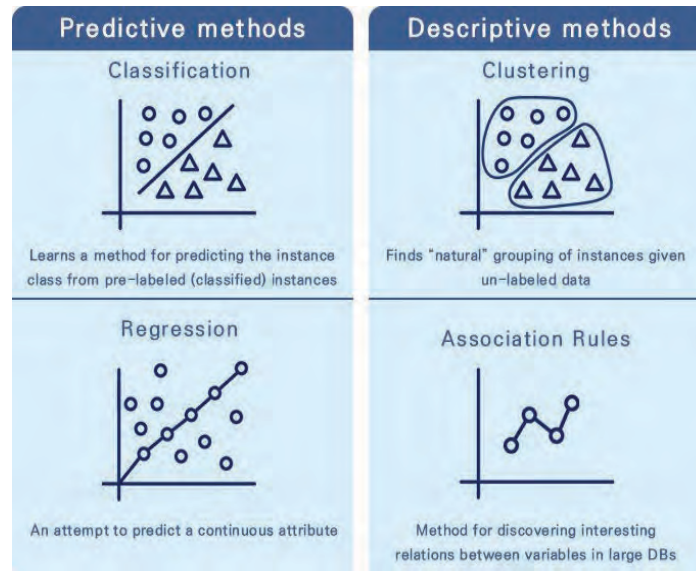 Predictive methods
Classification
Learns a method for predicting the instance
class from pre-labeled (classified) instances
Regression
An attempt to predict a continuous attribute
Descriptive methods
Clustering
Finds “natural” grouping of instances given
un-labeled data
Association Rules
Method for discovering interesting
relations between variables in large DBs